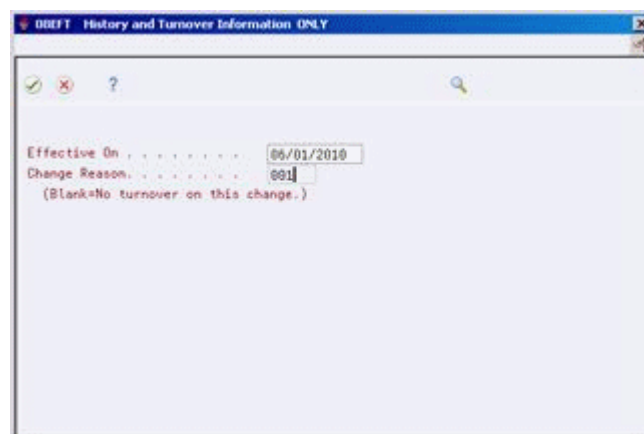 OBEFT History and Turnover Information ONLY
?
Effective On . . . . . . . . 06/01/2010
Change Reason. . . . . . . . 001
(Blank=No turnover on this change.)